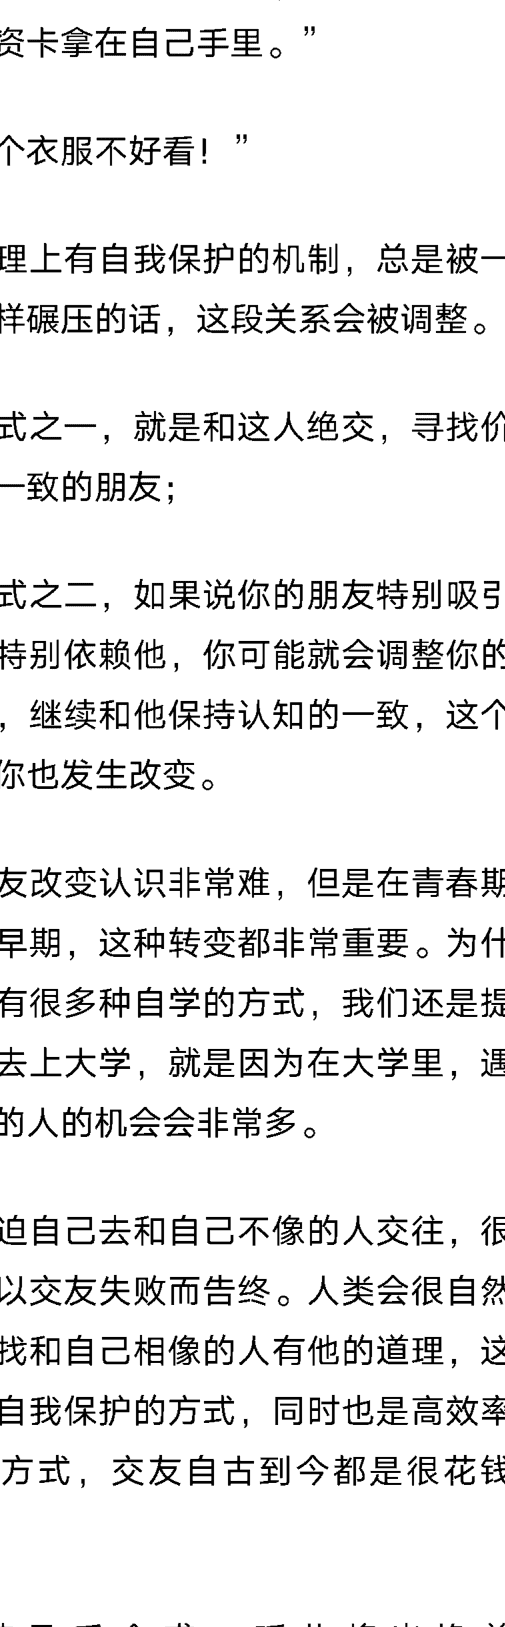 资卡拿在自己手里。”
个衣服不好看！”
理上有自我保护的机制，总是被一
样碾压的话，这段关系会被调整。
式之一，就是和这人绝交，寻找价
一致的朋友；
式之二，如果说你的朋友特别吸引
特别依赖他，你可能就会调整你的
，继续和他保持认知的一致，这个
你也发生改变。
友改变认识非常难，但是在青春期
早期，这种转变都非常重要。为什
有很多种自学的方式，我们还是提
去上大学，就是因为在大学里，遇
的人的机会会非常多。
迫自己去和自己不像的人交往，很
以交友失败而告终。人类会很自然
找和自己相像的人有他的道理，这
自我保护的方式，同时也是高效率
方式，交友自古到今都是很花钱